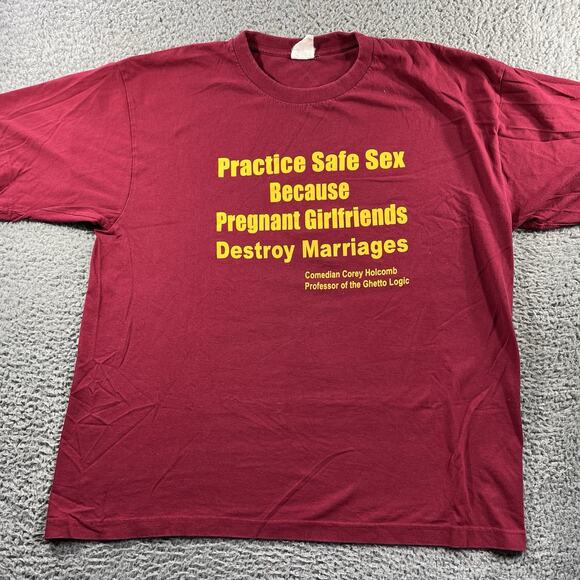 Practice Safe Sex
Because
Pregnant Girlfriends
Destroy Marriages
Comedian Corey Holcomb
Professor of the Ghetto Logic